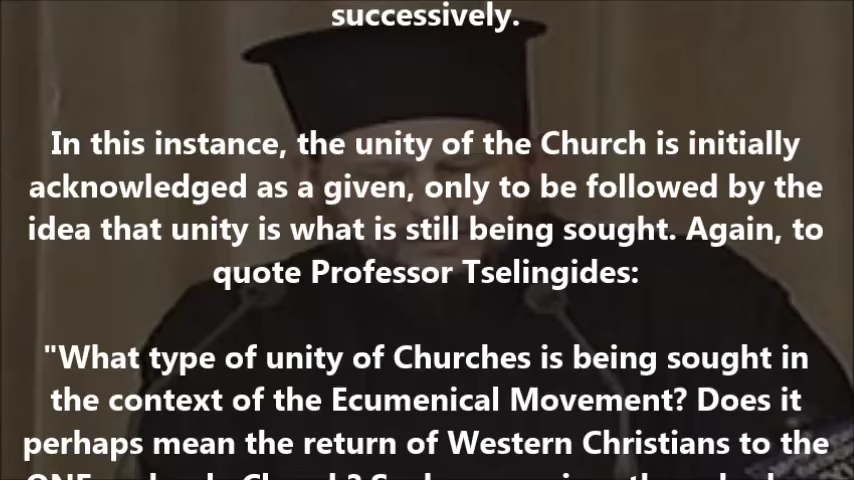 successively.
In this instance, the unity of the Church is initially
acknowledged as a given, only to be followed by the
idea that unity is what is still being sought. Again, to
quote Professor Tselingides:
"What type of unity of Churches is being sought in
the context of the Ecumenical Movement? Does it
perhaps mean the return of Western Christians to the
ONE